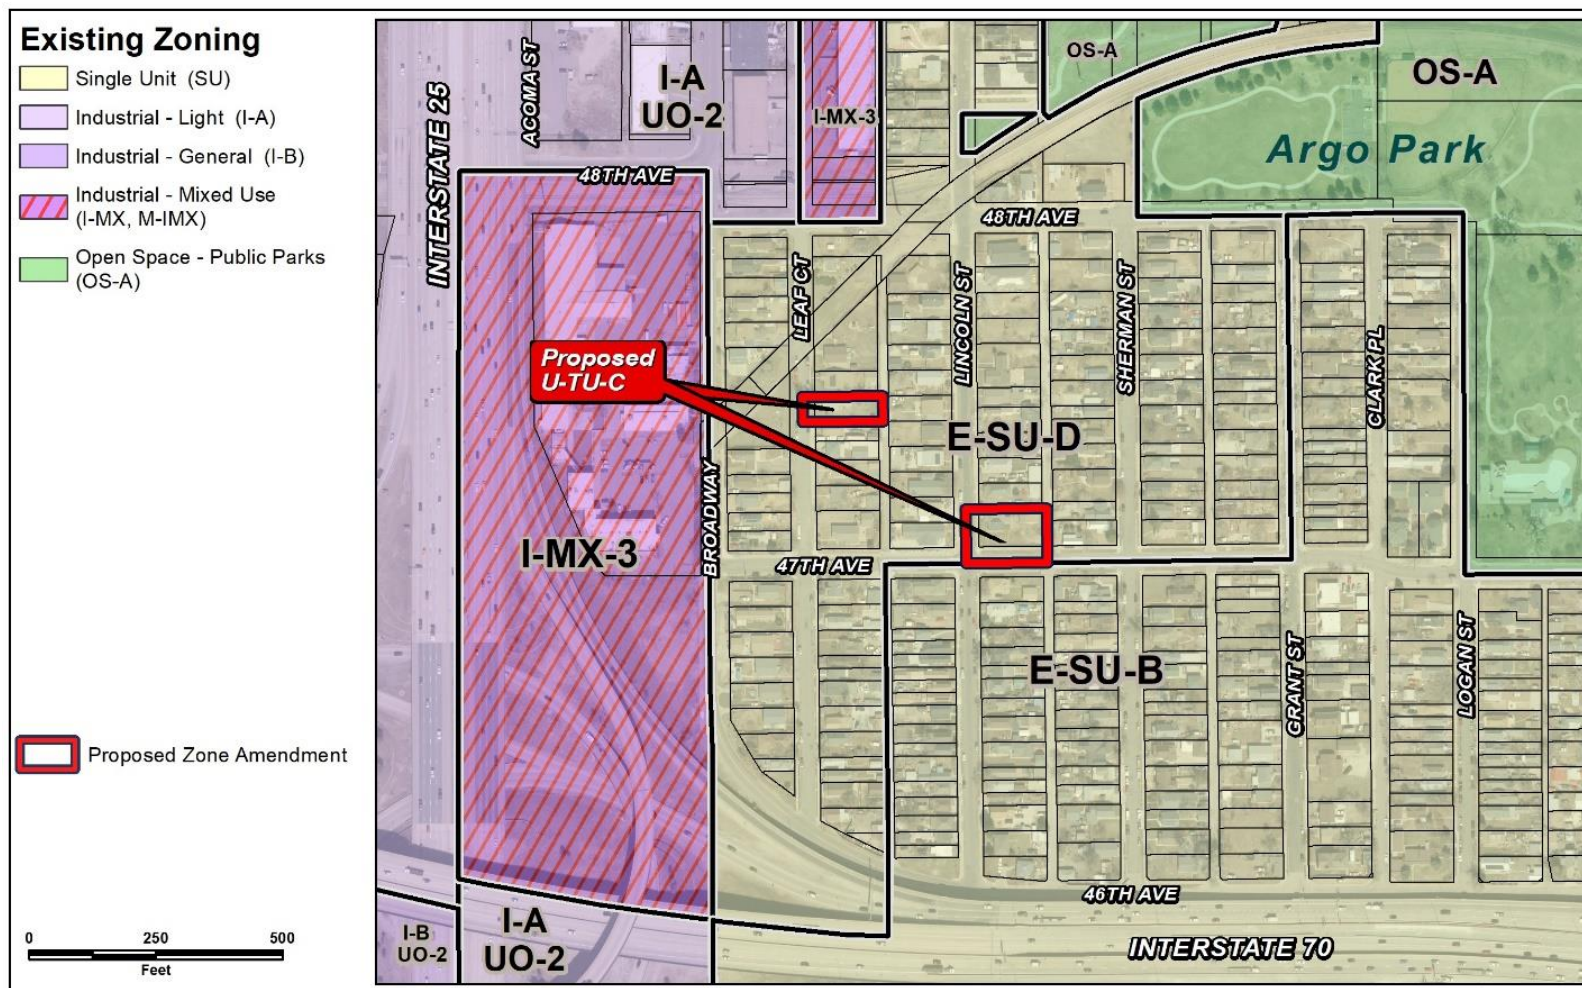 Existing Zoning
Single Unit (SU)
Industrial - Light (I-A)
Industrial - General (I-B)
Industrial - Mixed Use
(I-MX, M-IMX)
Open Space - Public Parks
(OS-A)
Proposed Zone Amendment
0 250 500
Feet
INTERSTATE 25
ACOMA ST
I-A
UO-2
I-MX-3
OS-A
OS-A
Argo Park
48TH AVE
48TH AVE
LEAF CT
LINCOLN ST
SHERMAN ST
CLARK PL
Proposed
U-TU-C
E-SU-D
BROADWAY
I-MX-3
47TH AVE
E-SU-B
GRANT ST
LOGAN ST
46TH AVE
I-B
UO-2
I-A
UO-2
INTERSTATE 70